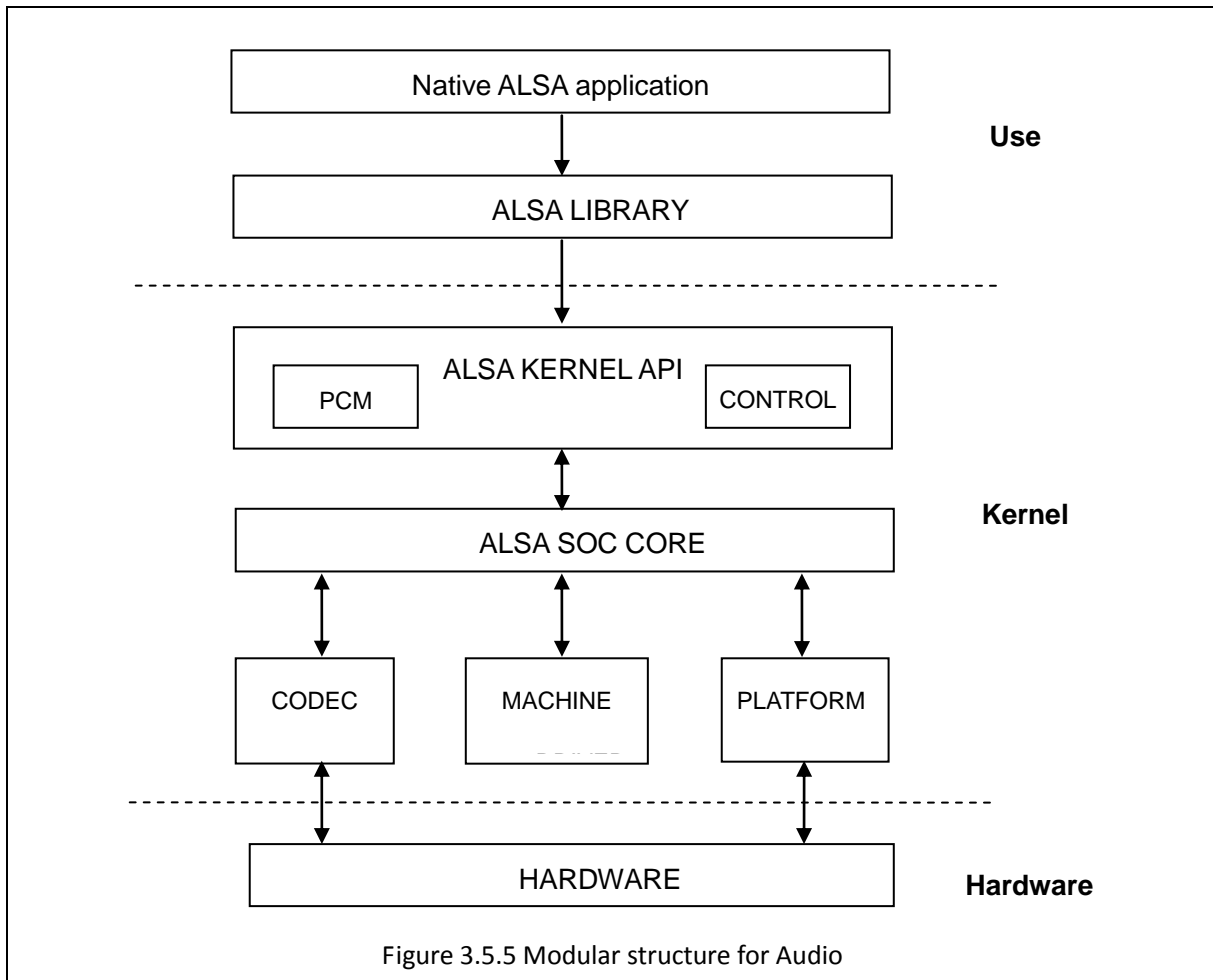 Native ALSA application
Use
ALSA LIBRARY
ALSA KERNEL API
PCM
CONTROL
Kernel
ALSA SOC CORE
CODEC
MACHINE
PLATFORM
HARDWARE
Hardware
Figure 3.5.5 Modular structure for Audio